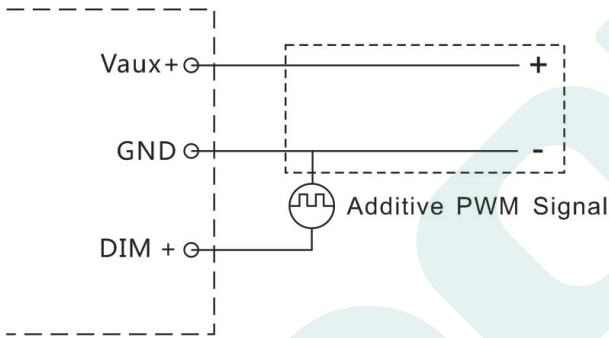 Vaux+
+
GND
-
Additive PWM Signal
DIM +